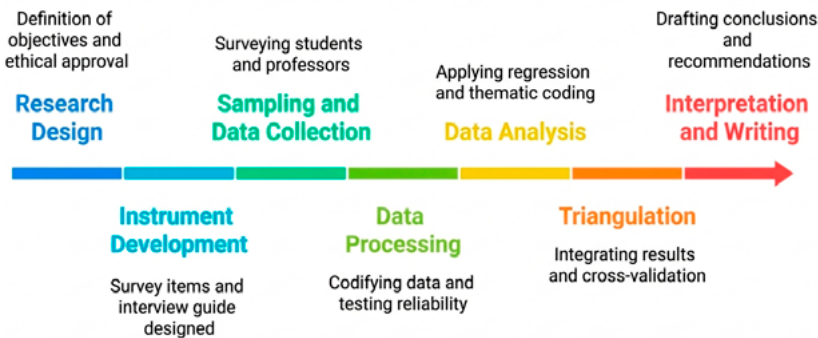 Definition of
objectives and
ethical approval
Research
Design
Instrument
Development
Survey items and
interview guide
designed
Surveying students
and professors
Sampling and
Data Collection
Data
Processing
Codifying data and
testing reliability
Applying regression
and thematic coding
Data Analysis
Triangulation
Integrating results
and cross-validation
Drafting conclusions
and
recommendations
Interpretation
and Writing